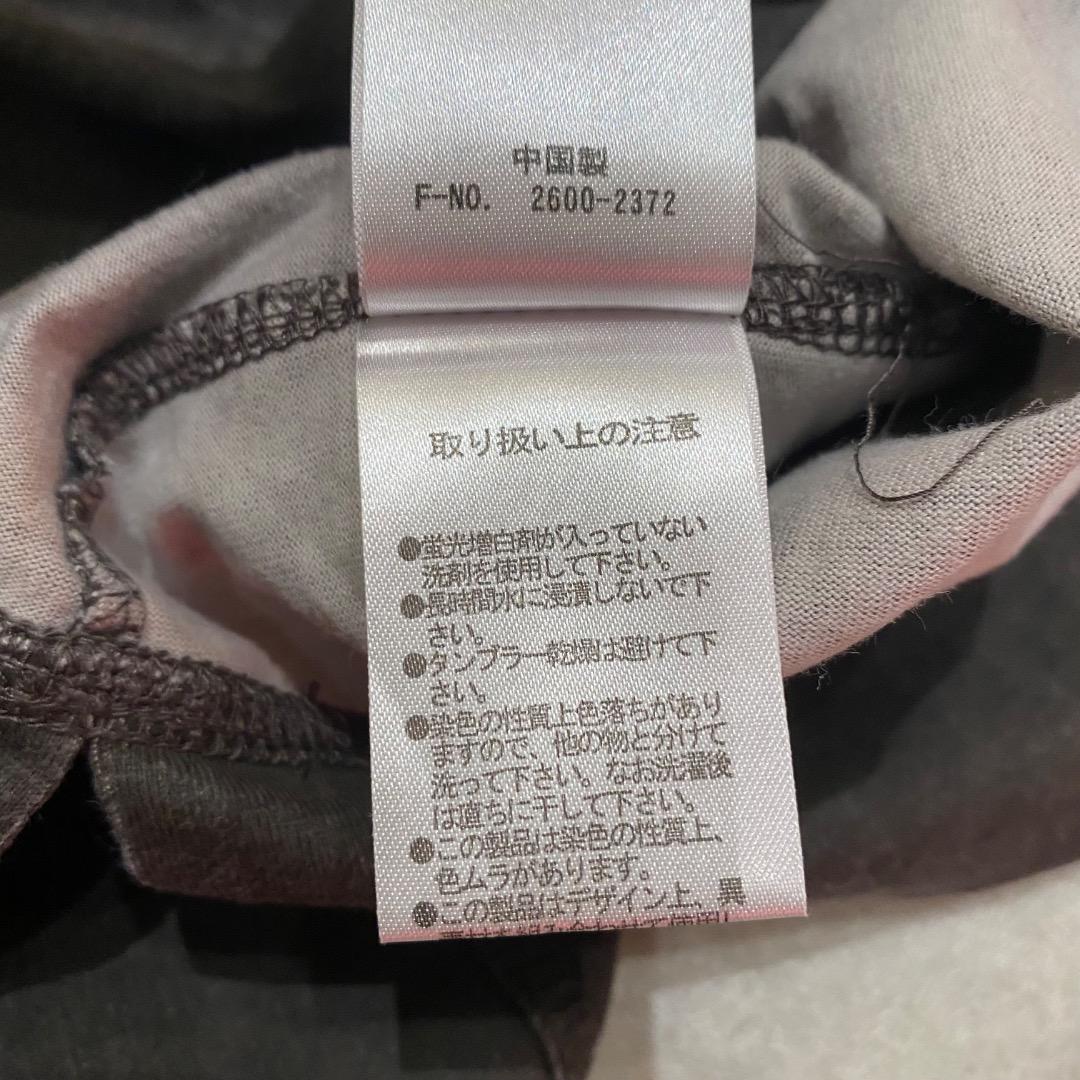 中国製
F-NO. 2600-2372
取り扱い上の注意
●蛍光増白剤が入っていない
洗剤を使用して下さい。
●長時間水に浸漬しないで下
さい。
●タンブラー乾燥は避けて下
さい。
●染色の性質上色落ちがあり
ますので、他の物と分けて
洗って下さい。なお洗濯後
は直ちに干して下さい。
●この製品は染色の性質上、
色ムラがあります。
●この製品はデザイン上、異